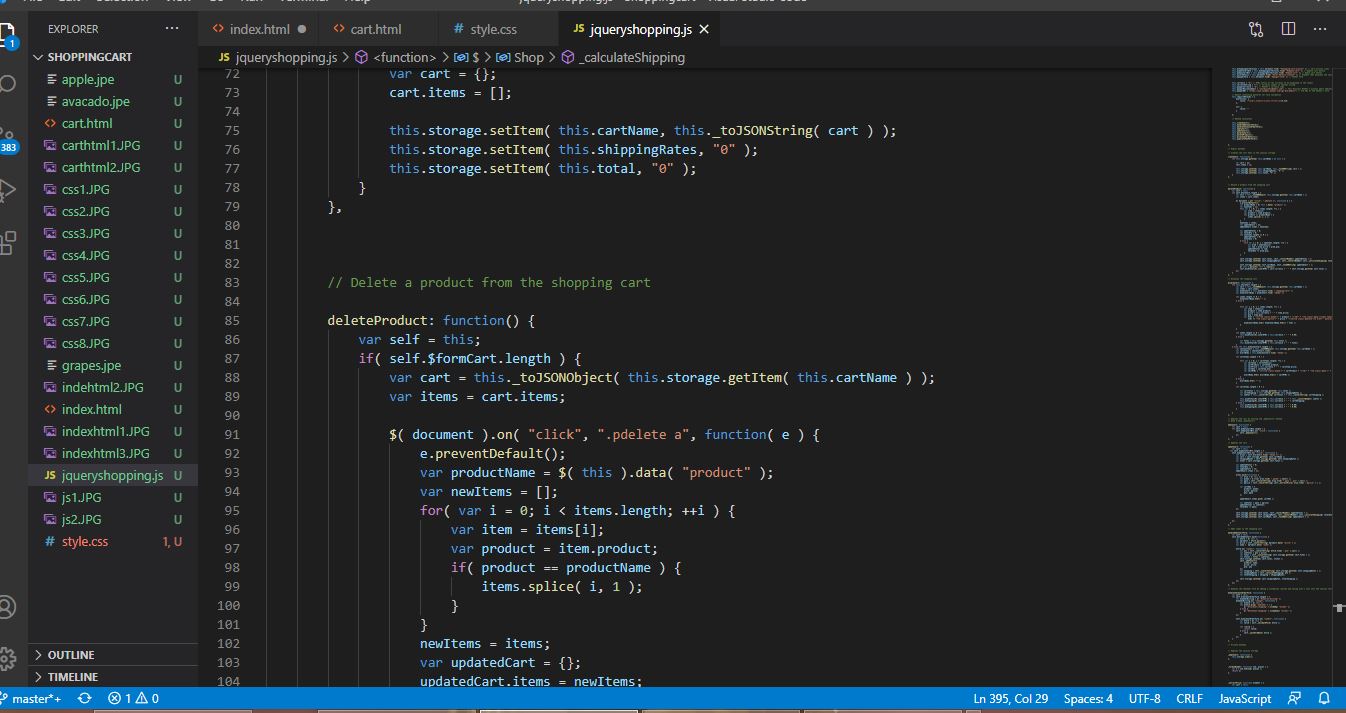 EXPLORER
index.html
cart.html
style.css
JS jqueryshopping.js
SHOPPINGCART
JS jqueryshopping.js > <function> > $ > Shop > _calculateShipping
apple.jpe U
avacado.jpe U
cart.html U
carthtml1.JPG U
carthtml2.JPG U
css1.JPG U
css2.JPG U
css3.JPG U
css4.JPG U
css5.JPG U
css6.JPG U
css7.JPG U
css8.JPG U
grapes.jpe U
indehtml2.JPG U
index.html U
indexhtml1.JPG U
indexhtml3.JPG U
JS jqueryshopping.js U
js1.JPG U
js2.JPG U
# style.css 1, U
OUTLINE
TIMELINE
1
383
72 var cart = {};
73 cart.items = [];
74
75 this.storage.setItem( this.cartName, this._toJSONString( cart ) );
76 this.storage.setItem( this.shippingRates, "0" );
77 this.storage.setItem( this.total, "0" );
78 }
79 },
80
81
82
83 // Delete a product from the shopping cart
84
85 deleteProduct: function() {
86 var self = this;
87 if( self.$formCart.length ) {
88 var cart = this._toJSONObject( this.storage.getItem( this.cartName ) );
89 var items = cart.items;
90
91 $( document ).on( "click", ".pdelete a", function( e ) {
92 e.preventDefault();
93 var productName = $( this ).data( "product" );
94 var newItems = [];
95 for( var i = 0; i < items.length; ++i ) {
96 var item = items[i];
97 var product = item.product;
98 if( product == productName ) {
99 items.splice( i, 1 );
100 }
101 }
102 newItems = items;
103 var updatedCart = {};
104 updatedCart.items = newItems;
master*+ 1 0 Ln 395, Col 29 Spaces: 4 UTF-8 CRLF JavaScript